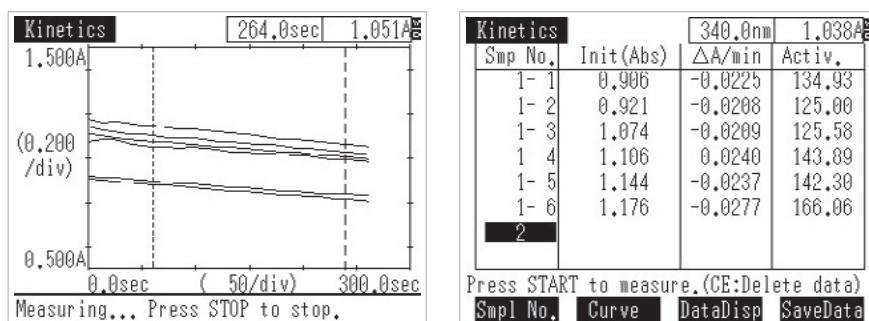 Kinetics 264.0sec 1.051A
1.500A
(0.200
/div)
0.500A
0.0sec ( 50/div) 300.0sec
Measuring... Press STOP to stop.
Kinetics 340.0nm 1.038A
Smp No. Init(Abs) △A/min Activ.
1- 1 0.906 -0.0225 134.93
1- 2 0.921 -0.0208 125.00
1- 3 1.074 -0.0209 125.58
1 4 1.106 0.0240 143.89
1- 5 1.144 -0.0237 142.30
1- 6 1.176 -0.0277 166.06
2
Press START to measure.(CE:Delete data)
Smpl No. Curve DataDisp SaveData